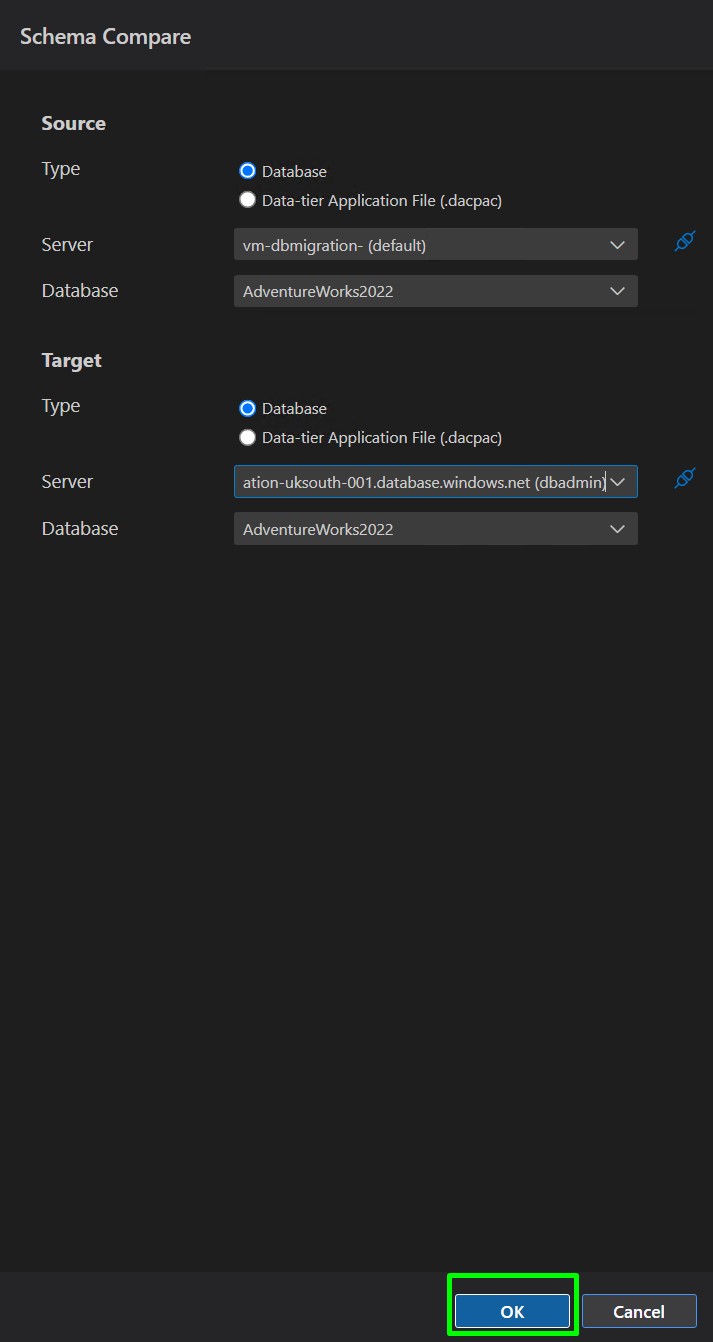 Schema Compare
Source
Type
Database
Data-tier Application File (.dacpac)
Server
vm-dbmigration- (default)
Database
AdventureWorks2022
Target
Type
Database
Data-tier Application File (.dacpac)
Server
ation-uksouth-001.database.windows.net (dbadmin)
Database
AdventureWorks2022
OK
Cancel